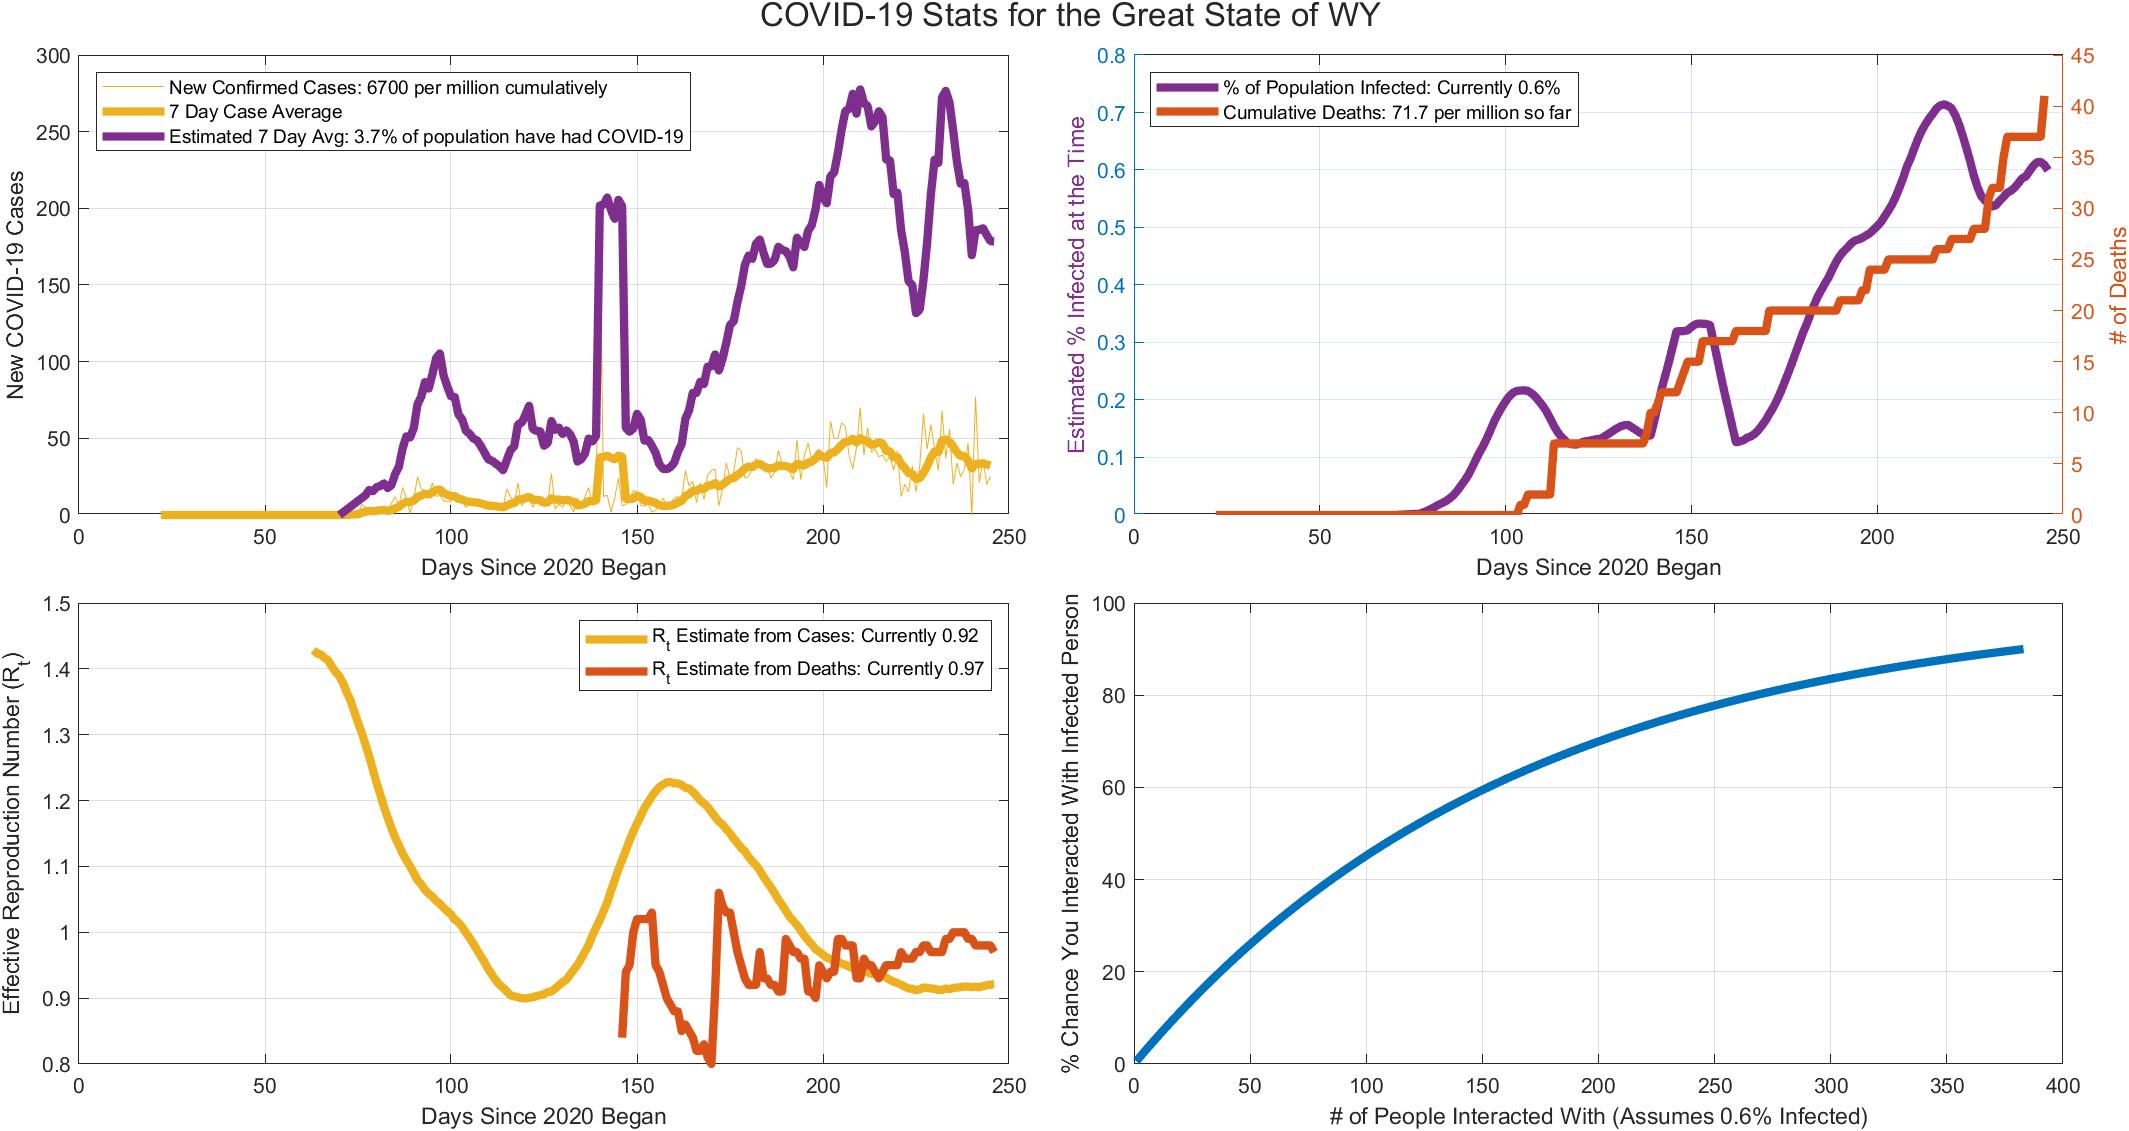 COVID-19 Stats for the Great State of WY
300
250
200
150
100
50
0
New COVID-19 Cases
New Confirmed Cases: 6700 per million cumulatively
7 Day Case Average
Estimated 7 Day Avg: 3.7% of population have had COVID-19
0 50 100 150 200 250
Days Since 2020 Began
0.8
0.7
0.6
0.5
0.4
0.3
0.2
0.1
0
Estimated % Infected at the Time
% of Population Infected: Currently 0.6%
Cumulative Deaths: 71.7 per million so far
45
40
35
30
25
20
15
10
5
0
# of Deaths
0 50 100 150 200 250
Days Since 2020 Began
1.5
1.4
1.3
1.2
1.1
1
0.9
0.8
Effective Reproduction Number (Rt)
Rt Estimate from Cases: Currently 0.92
Rt Estimate from Deaths: Currently 0.97
0 50 100 150 200 250
Days Since 2020 Began
100
80
60
40
20
0
% Chance You Interacted With Infected Person
0 50 100 150 200 250 300 350 400
# of People Interacted With (Assumes 0.6% Infected)